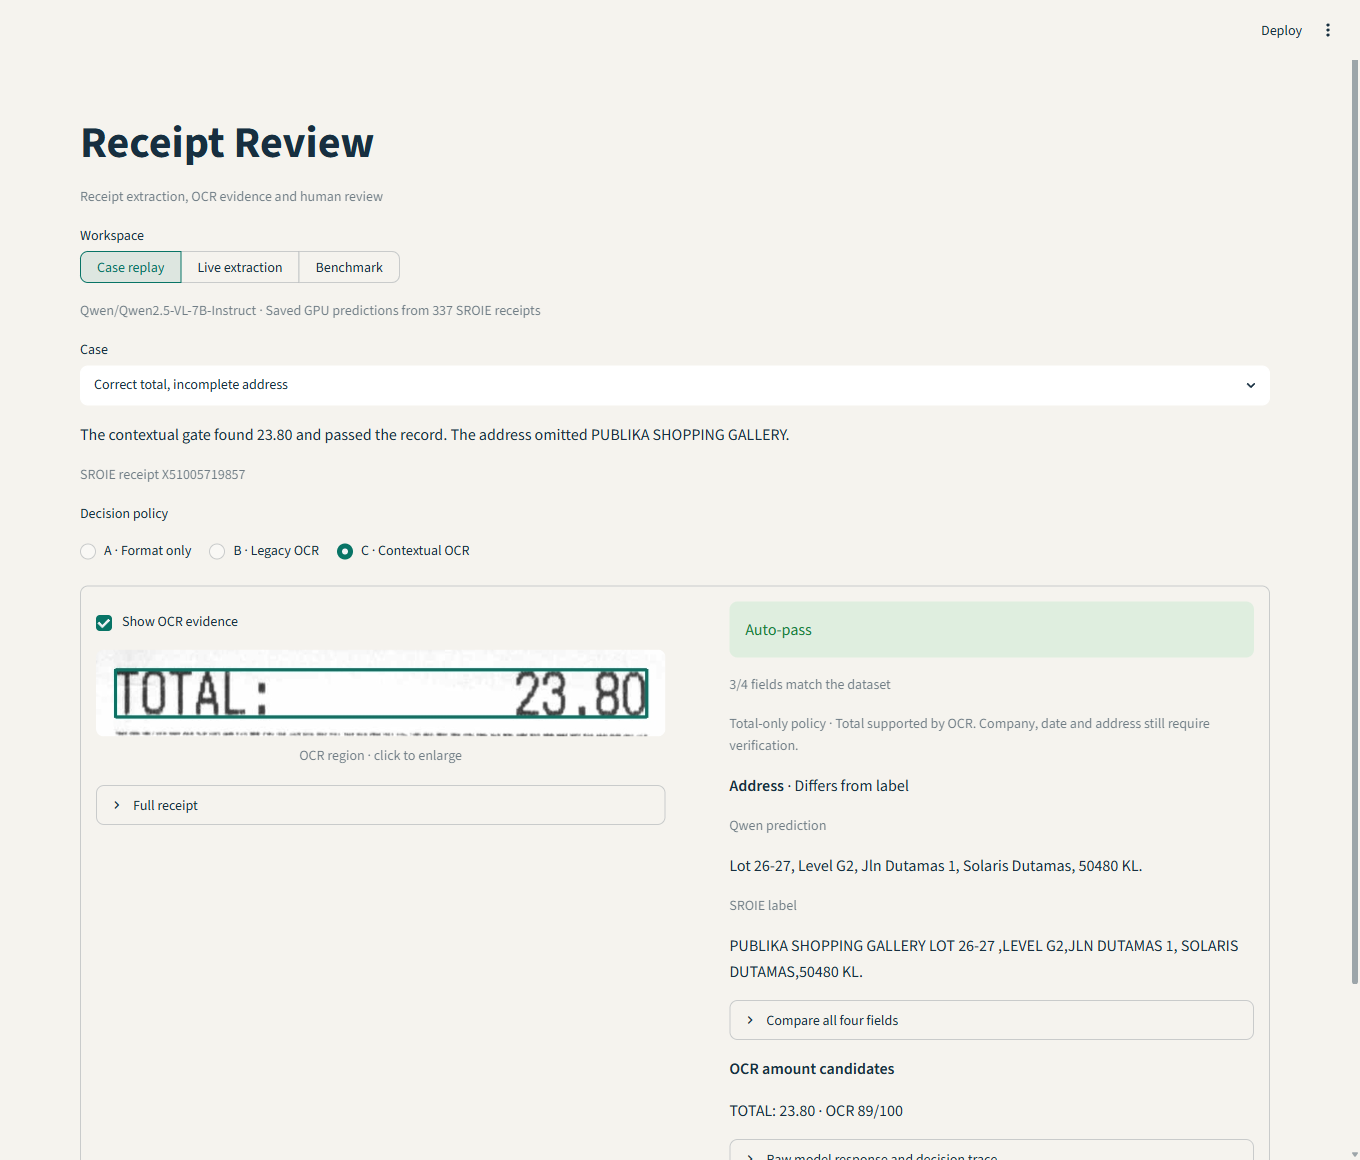 Deploy
Receipt Review
Receipt extraction, OCR evidence and human review
Workspace
Case replay
Live extraction
Benchmark
Qwen/Qwen2.5-VL-7B-Instruct · Saved GPU predictions from 337 SROIE receipts
Case
Correct total, incomplete address
The contextual gate found 23.80 and passed the record. The address omitted PUBLIKA SHOPPING GALLERY.
SROIE receipt X51005719857
Decision policy
A · Format only
B · Legacy OCR
C · Contextual OCR
Show OCR evidence
TOTAL: 23.80
OCR region · click to enlarge
Full receipt
Auto-pass
3/4 fields match the dataset
Total-only policy · Total supported by OCR. Company, date and address still require
verification.
Address · Differs from label
Qwen prediction
Lot 26-27, Level G2, Jln Dutamas 1, Solaris Dutamas, 50480 KL.
SROIE label
PUBLIKA SHOPPING GALLERY LOT 26-27 ,LEVEL G2,JLN DUTAMAS 1, SOLARIS
DUTAMAS,50480 KL.
Compare all four fields
OCR amount candidates
TOTAL: 23.80 · OCR 89/100
Raw model response and decision trace